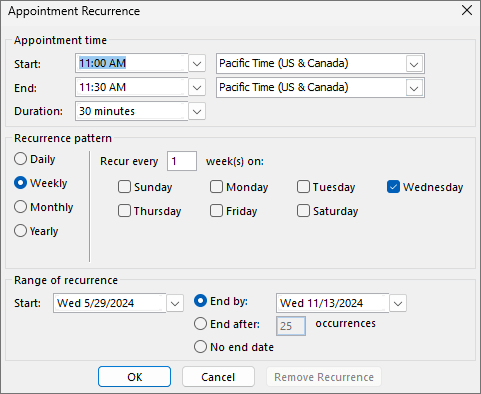 Appointment Recurrence
Appointment time
Start: 11:00 AM Pacific Time (US & Canada)
End: 11:30 AM Pacific Time (US & Canada)
Duration: 30 minutes
Recurrence pattern
Daily Recur every 1 week(s) on:
Weekly Sunday Monday Tuesday Wednesday
Monthly Thursday Friday Saturday
Yearly
Range of recurrence
Start: Wed 5/29/2024 End by: Wed 11/13/2024
End after: 25 occurrences
No end date
OK Cancel Remove Recurrence